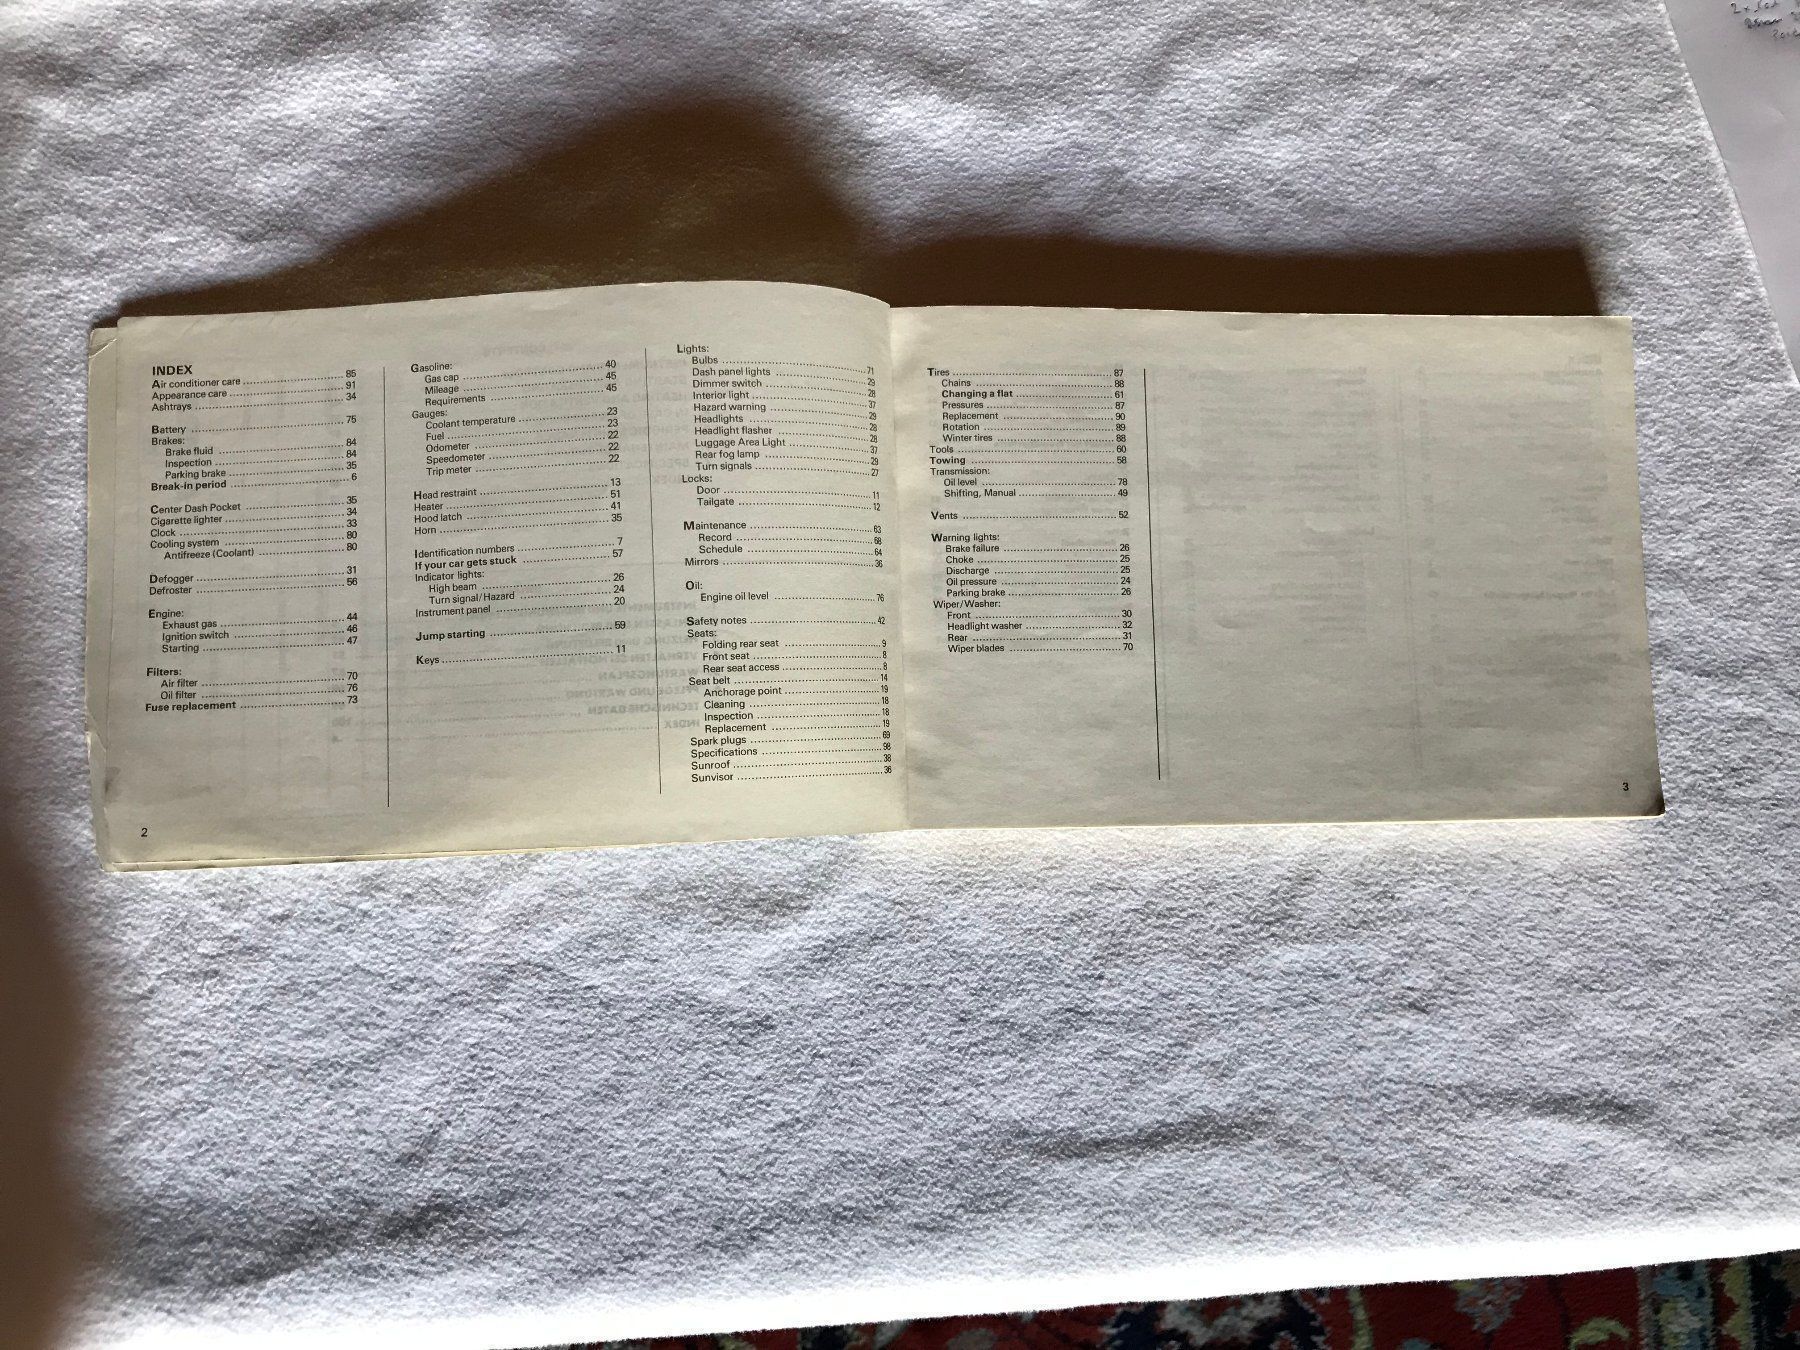 INDEX
Air conditioner care ........ 85
Appearance care ........ 91
Ashtrays ........ 34
Battery ........ 75
Brakes:
Brake fluid ........ 84
Inspection ........ 84
Parking brake ........ 35
Break-in period ........ 6
Center Dash Pocket ........ 35
Cigarette lighter ........ 34
Clock ........ 33
Cooling system ........ 80
Antifreeze (Coolant) ........ 80
Defogger ........ 31
Defroster ........ 56
Engine:
Exhaust gas ........ 44
Ignition switch ........ 46
Starting ........ 47
Filters:
Air filter ........ 70
Oil filter ........ 76
Fuse replacement ........ 73
2
Gasoline:
Gas cap ........ 40
Mileage ........ 45
Requirements ........ 45
Gauges:
Coolant temperature ........ 23
Fuel ........ 23
Odometer ........ 22
Speedometer ........ 22
Trip meter ........ 22
Head restraint ........ 13
Heater ........ 51
Hood latch ........ 41
Horn ........ 35
Identification numbers ........ 7
If your car gets stuck ........ 57
Indicator lights:
High beam ........ 26
Turn signal/Hazard ........ 24
Instrument panel ........ 20
Jump starting ........ 59
Keys ........ 11
Lights:
Bulbs ........ 71
Dash panel lights ........ 29
Dimmer switch ........ 28
Interior light ........ 37
Hazard warning ........ 29
Headlights ........ 28
Headlight flasher ........ 28
Luggage Area Light ........ 37
Rear fog lamp ........ 29
Turn signals ........ 27
Locks:
Door ........ 11
Tailgate ........ 12
Maintenance ........ 63
Record ........ 68
Schedule ........ 64
Mirrors ........ 36
Oil:
Engine oil level ........ 76
Safety notes ........ 42
Seats:
Folding rear seat ........ 9
Front seat ........ 8
Rear seat access ........ 8
Seat belt ........ 14
Anchorage point ........ 19
Cleaning ........ 18
Inspection ........ 18
Replacement ........ 19
Spark plugs ........ 69
Specifications ........ 98
Sunroof ........ 38
Sunvisor ........ 36
Tires ........ 87
Chains ........ 88
Changing a flat ........ 61
Pressures ........ 87
Replacement ........ 90
Rotation ........ 89
Winter tires ........ 88
Tools ........ 60
Towing ........ 58
Transmission:
Oil level ........ 78
Shifting, Manual ........ 49
Vents ........ 52
Warning lights:
Brake failure ........ 26
Choke ........ 25
Discharge ........ 25
Oil pressure ........ 24
Parking brake ........ 26
Wiper/Washer:
Front ........ 30
Headlight washer ........ 32
Rear ........ 31
Wiper blades ........ 70
3